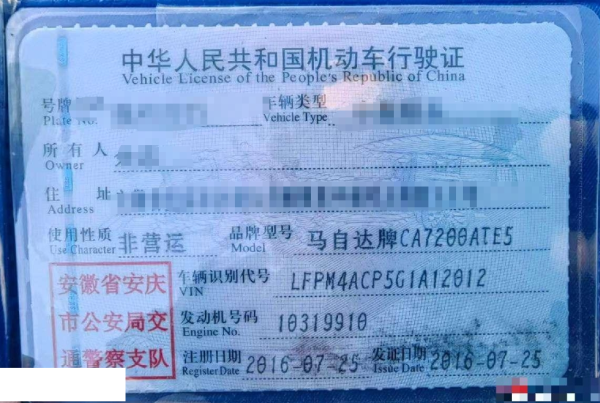 中华人民共和国机动车行驶证
Vehicle License of the People's Republic of China
号牌 车辆类型
Plate No. Vehicle Type
所有人
Owner
住 址
Address
使用性质 非营运 品牌型号 马自达牌CA7200ATE5
Use Character Model
安徽省安庆 车辆识别代号 LFPM4ACP5G1A12012
VIN
市公安局交 发动机号码 10319910
Engine No.
通警察支队 注册日期 2016-07-25 发证日期 2016-07-25
Register Date Issue Date